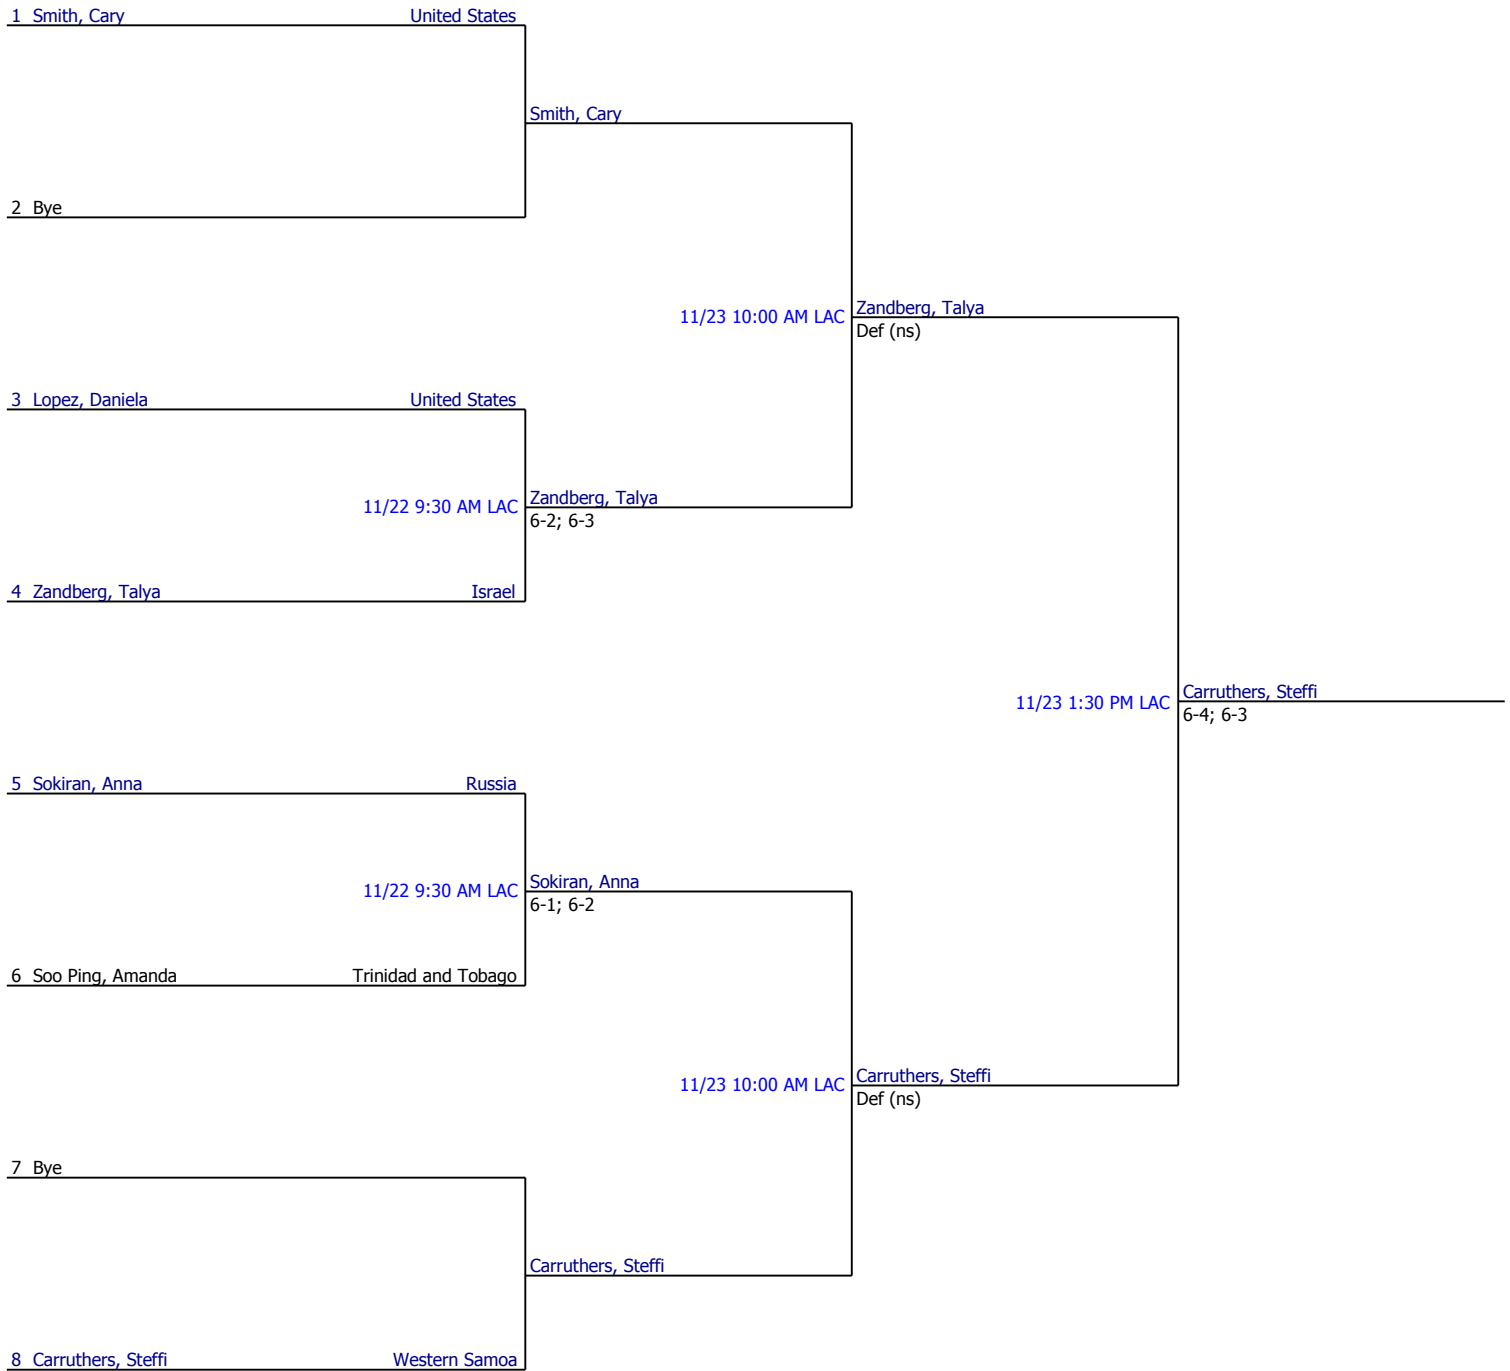 1 Smith, Cary United States
Smith, Cary
2 Bye
11/23 10:00 AM LAC Zandberg, Talya
Def (ns)
3 Lopez, Daniela United States
11/22 9:30 AM LAC Zandberg, Talya
6-2; 6-3
4 Zandberg, Talya Israel
11/23 1:30 PM LAC Carruthers, Steffi
6-4; 6-3
5 Sokiran, Anna Russia
11/22 9:30 AM LAC Sokiran, Anna
6-1; 6-2
6 Soo Ping, Amanda Trinidad and Tobago
11/23 10:00 AM LAC Carruthers, Steffi
Def (ns)
7 Bye
Carruthers, Steffi
8 Carruthers, Steffi Western Samoa